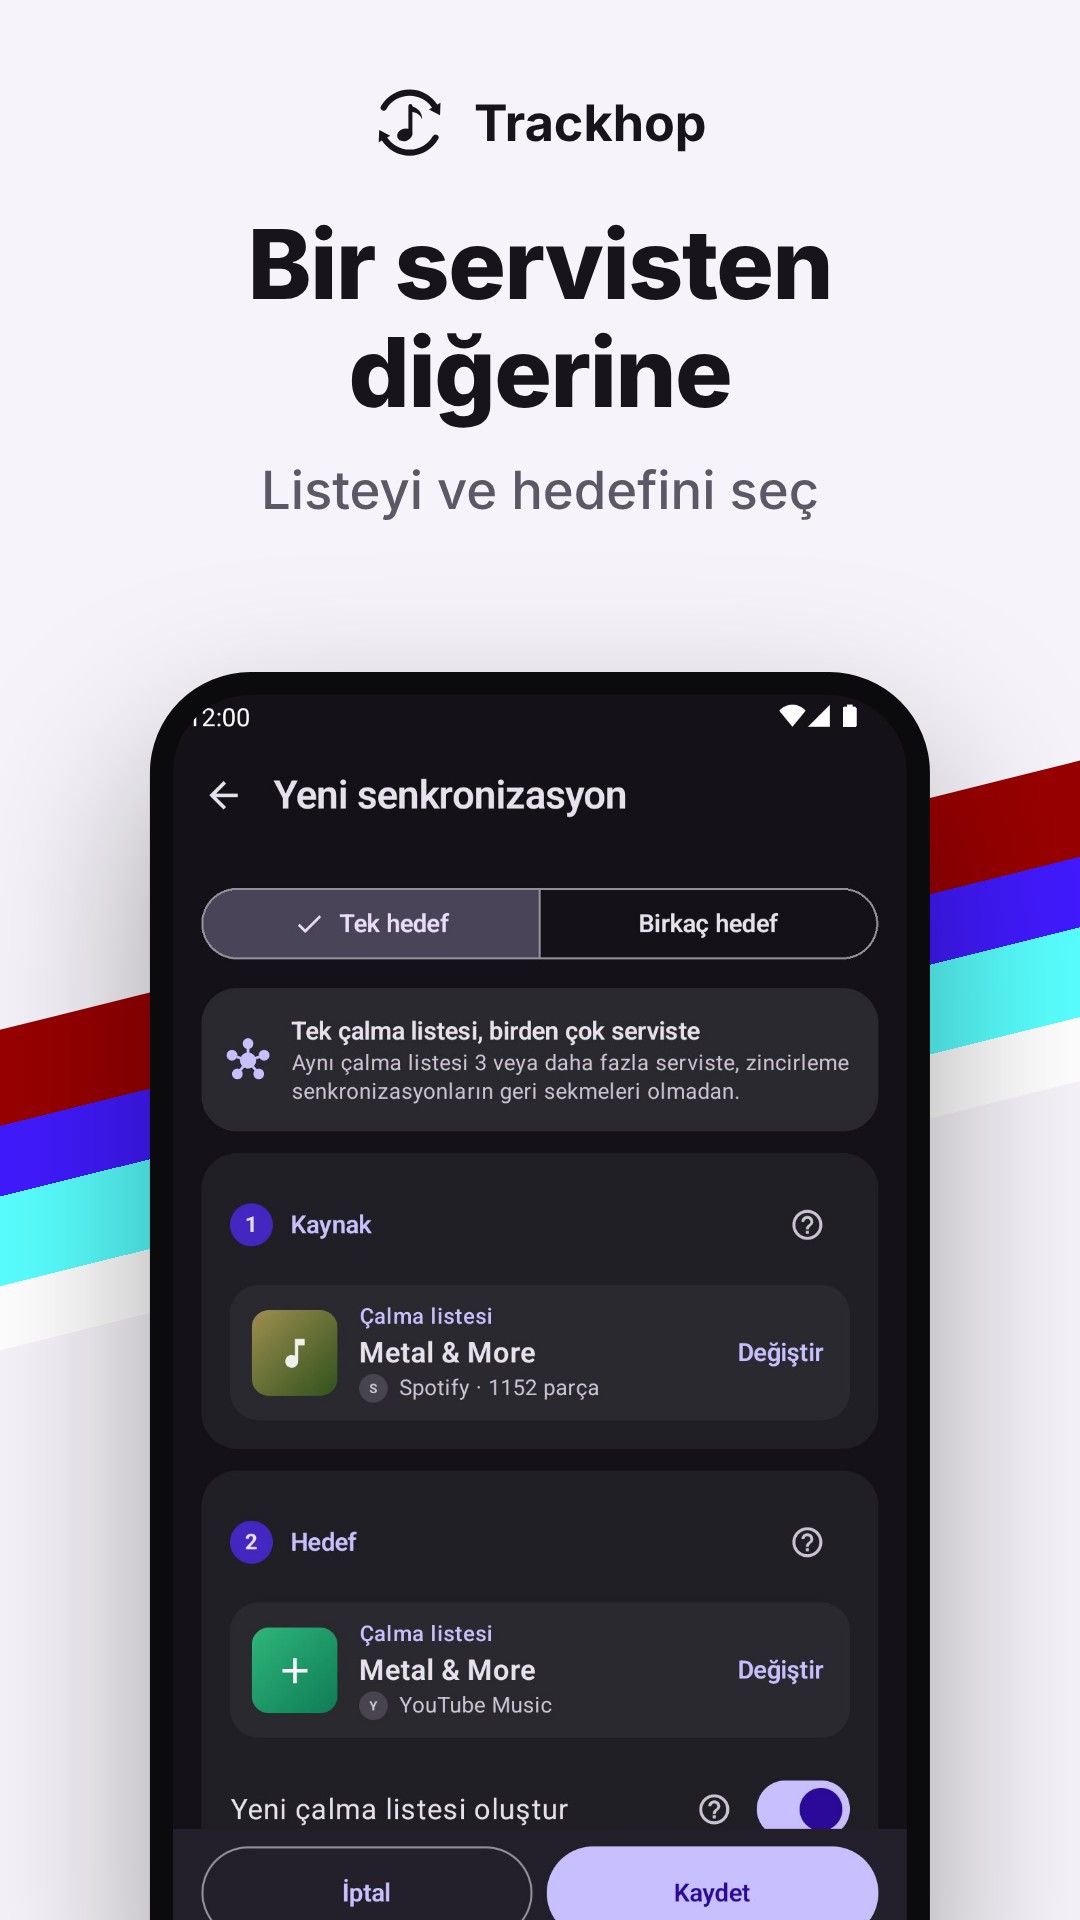 Trackhop
Bir servisten
diğerine
Listeyi ve hedefini seç
12:00
Yeni senkronizasyon
Tek hedef
Birkaç hedef
Tek çalma listesi, birden çok serviste
Aynı çalma listesi 3 veya daha fazla serviste, zincirleme
senkronizasyonların geri sekmeleri olmadan.
1 Kaynak
Çalma listesi
Metal & More
Değiştir
S Spotify · 1152 parça
2 Hedef
Çalma listesi
Metal & More
Değiştir
Y YouTube Music
Yeni çalma listesi oluştur
İptal
Kaydet